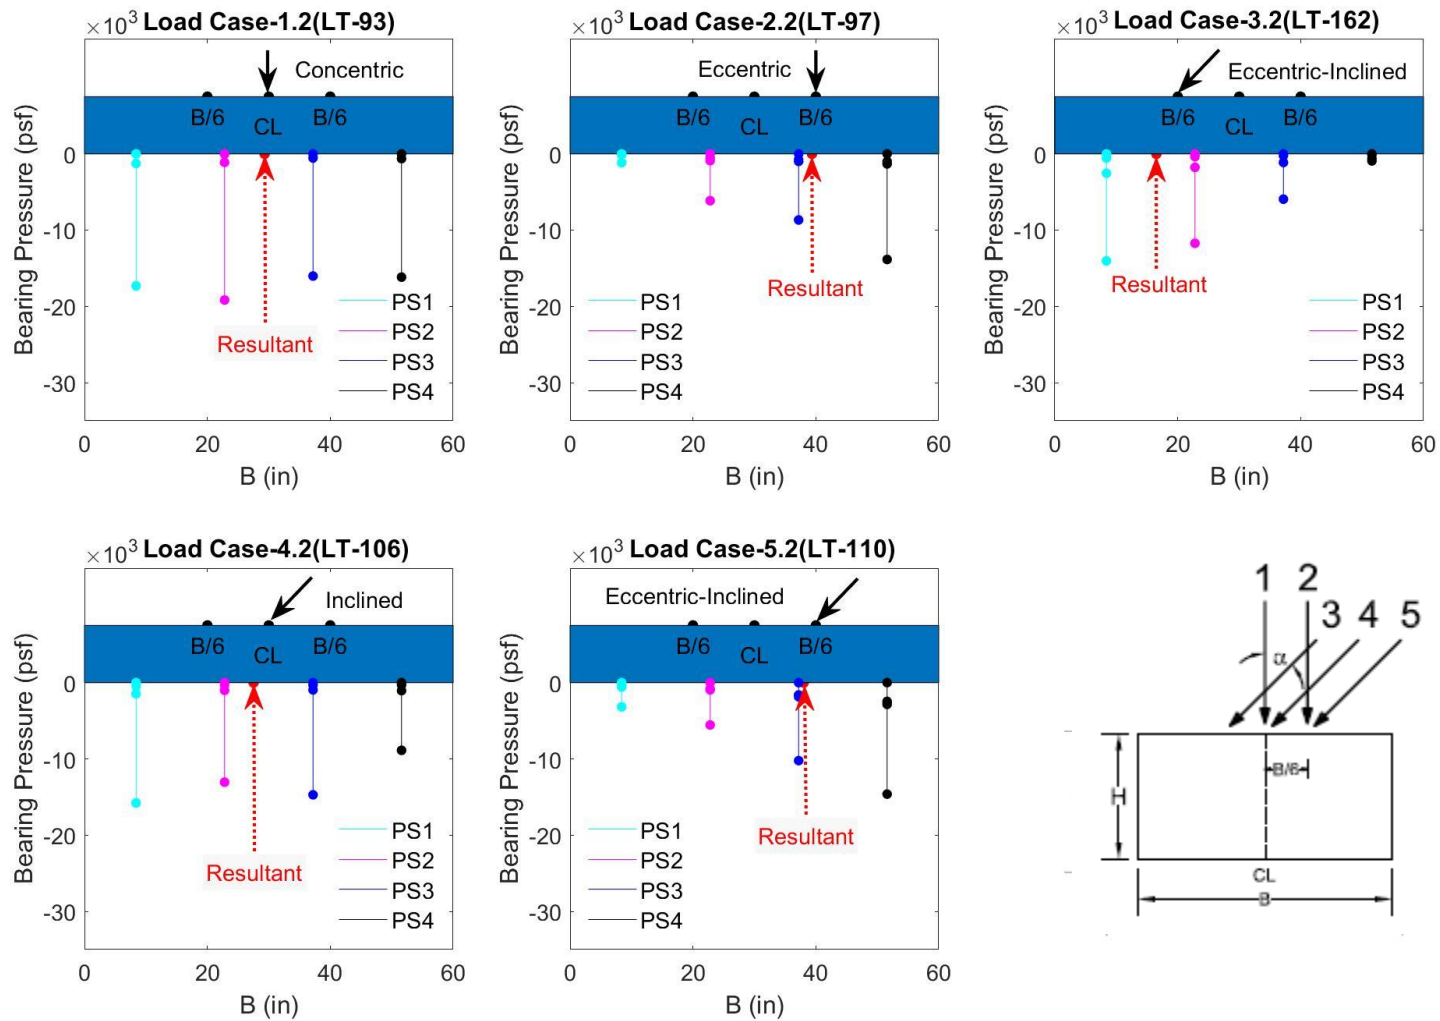 ×10³ Load Case-1.2(LT-93)
Concentric
B/6 CL B/6
Bearing Pressure (psf)
0
-10
-20
-30
Resultant
PS1
PS2
PS3
PS4
0 20 40 60
B (in)
×10³ Load Case-2.2(LT-97)
Eccentric
B/6 CL B/6
Bearing Pressure (psf)
0
-10
-20
-30
Resultant
PS1
PS2
PS3
PS4
0 20 40 60
B (in)
×10³ Load Case-3.2(LT-162)
Eccentric-Inclined
B/6 CL B/6
Bearing Pressure (psf)
0
-10
-20
-30
Resultant
PS1
PS2
PS3
PS4
0 20 40 60
B (in)
×10³ Load Case-4.2(LT-106)
Inclined
B/6 CL B/6
Bearing Pressure (psf)
0
-10
-20
-30
Resultant
PS1
PS2
PS3
PS4
0 20 40 60
B (in)
×10³ Load Case-5.2(LT-110)
Eccentric-Inclined
B/6 CL B/6
Bearing Pressure (psf)
0
-10
-20
-30
Resultant
PS1
PS2
PS3
PS4
0 20 40 60
B (in)
1 2
3 4 5
α
B/6
H
CL
B